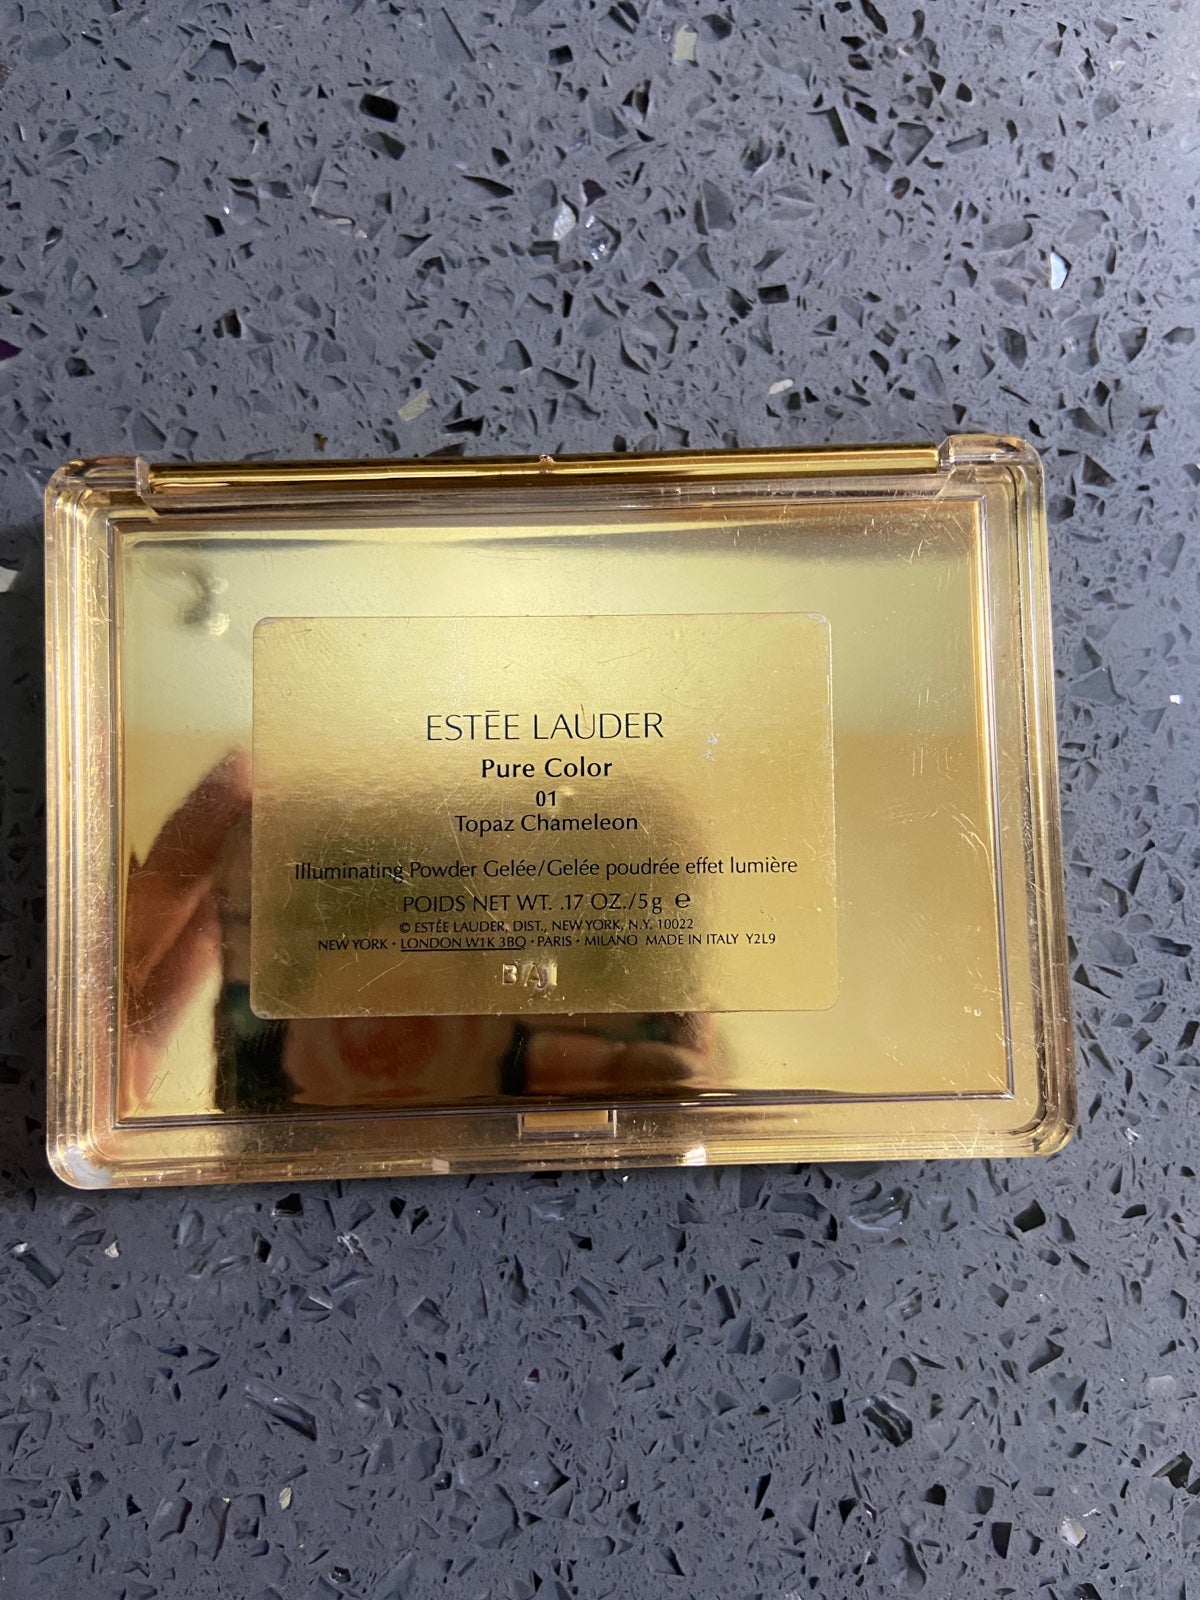 ESTĒE LAUDER
Pure Color
01
Topaz Chameleon
Illuminating Powder Gelée/Gelée poudrée effet lumière
POIDS NET WT. .17 OZ./5g ℮
© ESTĒE LAUDER, DIST., NEW YORK, N.Y. 10022
NEW YORK · LONDON W1K 3BQ · PARIS · MILANO MADE IN ITALY Y2L9